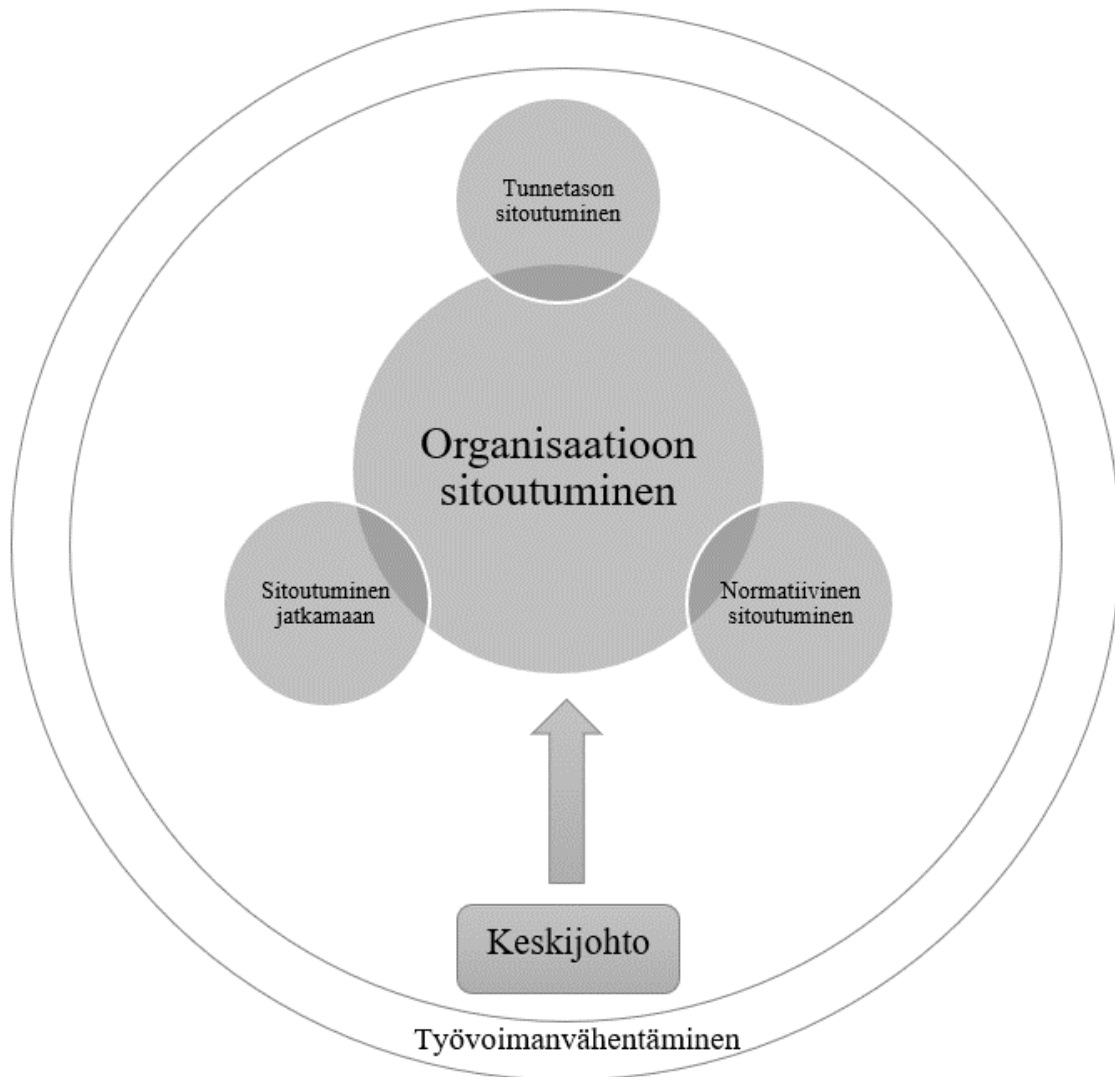 Tunnetason
sitoutuminen
Organisaatioon
sitoutuminen
Sitoutuminen
jatkamaan
Normatiivinen
sitoutuminen
Keskijohto
Työvoimanvähentäminen